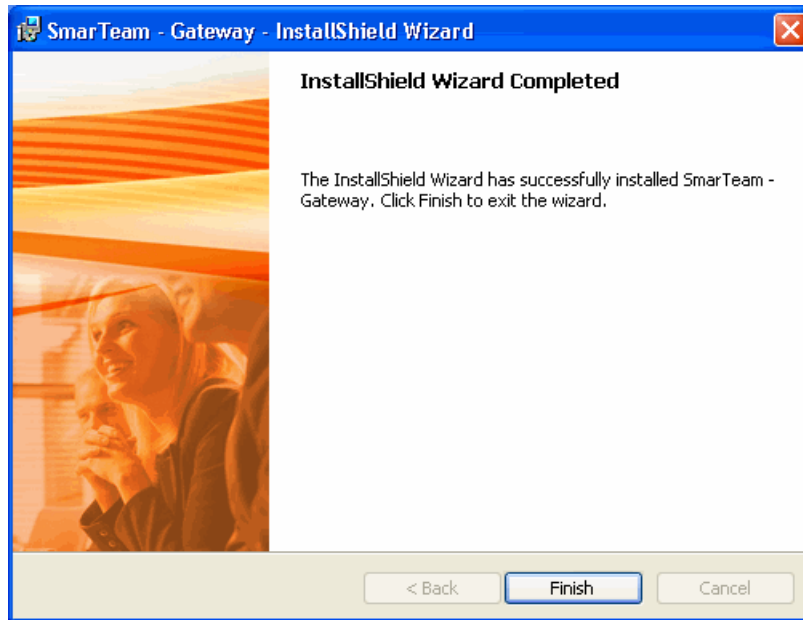 SmarTeam - Gateway - InstallShield Wizard
InstallShield Wizard Completed
The InstallShield Wizard has successfully installed SmarTeam -
Gateway. Click Finish to exit the wizard.
< Back
Finish
Cancel